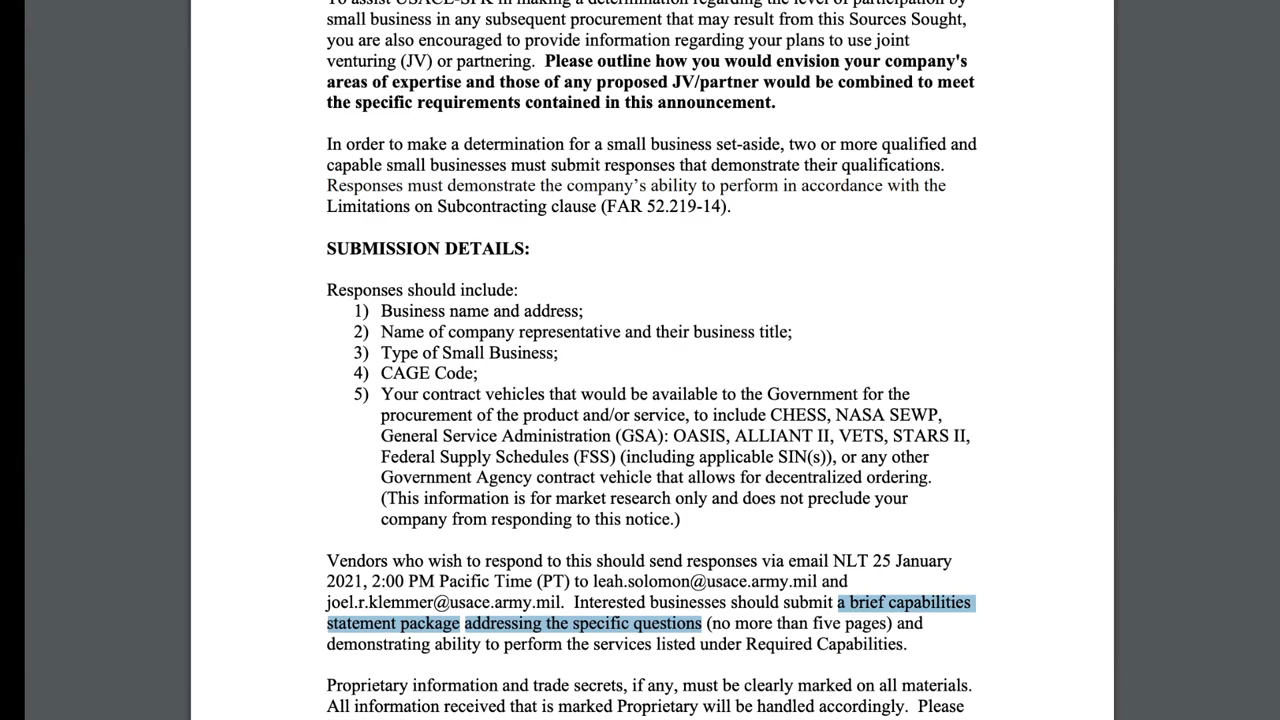 To assist USACE-SPK in making a determination regarding the level of participation by
small business in any subsequent procurement that may result from this Sources Sought,
you are also encouraged to provide information regarding your plans to use joint
venturing (JV) or partnering.  Please outline how you would envision your company's
areas of expertise and those of any proposed JV/partner would be combined to meet
the specific requirements contained in this announcement.
In order to make a determination for a small business set-aside, two or more qualified and
capable small businesses must submit responses that demonstrate their qualifications.
Responses must demonstrate the company’s ability to perform in accordance with the
Limitations on Subcontracting clause (FAR 52.219-14).
SUBMISSION DETAILS:
Responses should include:
1) Business name and address;
2) Name of company representative and their business title;
3) Type of Small Business;
4) CAGE Code;
5) Your contract vehicles that would be available to the Government for the
procurement of the product and/or service, to include CHESS, NASA SEWP,
General Service Administration (GSA): OASIS, ALLIANT II, VETS, STARS II,
Federal Supply Schedules (FSS) (including applicable SIN(s)), or any other
Government Agency contract vehicle that allows for decentralized ordering.
(This information is for market research only and does not preclude your
company from responding to this notice.)
Vendors who wish to respond to this should send responses via email NLT 25 January
2021, 2:00 PM Pacific Time (PT) to leah.solomon@usace.army.mil and
joel.r.klemmer@usace.army.mil.  Interested businesses should submit a brief capabilities
statement package addressing the specific questions (no more than five pages) and
demonstrating ability to perform the services listed under Required Capabilities.
Proprietary information and trade secrets, if any, must be clearly marked on all materials.
All information received that is marked Proprietary will be handled accordingly.  Please